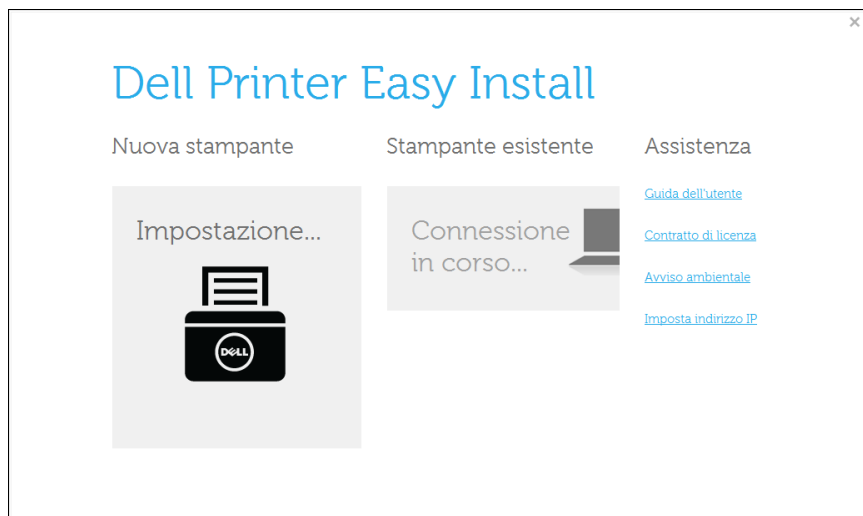 ×
Dell Printer Easy Install
Nuova stampante
Impostazione...
DELL
Stampante esistente
Connessione
in corso...
Assistenza
Guida dell'utente
Contratto di licenza
Avviso ambientale
Imposta indirizzo IP